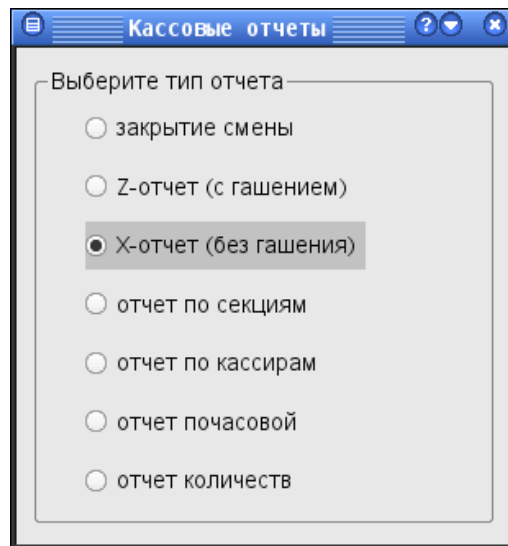 Кассовые отчеты
Выберите тип отчета
закрытие смены
Z-отчет (с гашением)
X-отчет (без гашения)
отчет по секциям
отчет по кассирам
отчет почасовой
отчет количеств